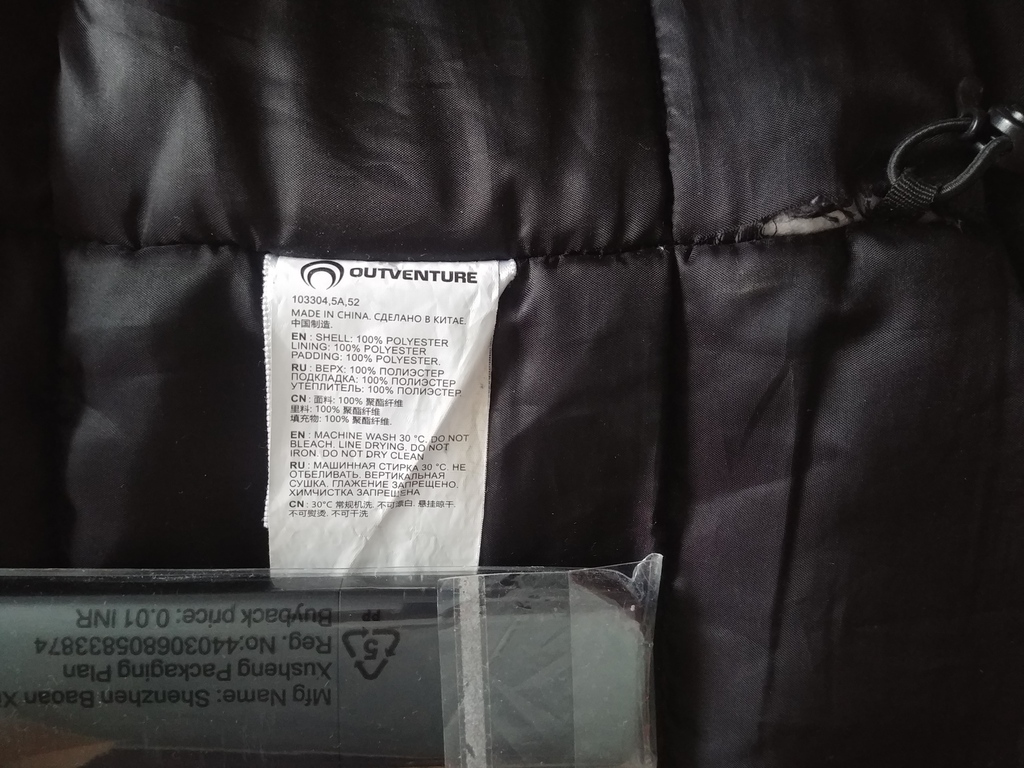 OUTVENTURE
103304,5A,52
MADE IN CHINA. СДЕЛАНО В КИТАЕ.
中国制造.
EN : SHELL: 100% POLYESTER
LINING: 100% POLYESTER
PADDING: 100% POLYESTER.
RU : ВЕРХ: 100% ПОЛИЭСТЕР
ПОДКЛАДКА: 100% ПОЛИЭСТЕР
УТЕПЛИТЕЛЬ: 100% ПОЛИЭСТЕР.
CN : 面料: 100% 聚酯纤维
里料: 100% 聚酯纤维
填充物: 100% 聚酯纤维.
EN : MACHINE WASH 30 °C. DO NOT
BLEACH. LINE DRYING. DO NOT
IRON. DO NOT DRY CLEAN
RU : МАШИННАЯ СТИРКА 30 °C. НЕ
ОТБЕЛИВАТЬ. ВЕРТИКАЛЬНАЯ
СУШКА. ГЛАЖЕНИЕ ЗАПРЕЩЕНО.
ХИМЧИСТКА ЗАПРЕЩЕНА
CN : 30°C 常规机洗. 不可漂白. 悬挂晾干.
不可熨烫. 不可干洗
Mfg Name: Shenzhen Baoan
Xusheng Packaging Plan
Reg. No:4403066805833874
Buyback price: 0.01 INR
5
PP